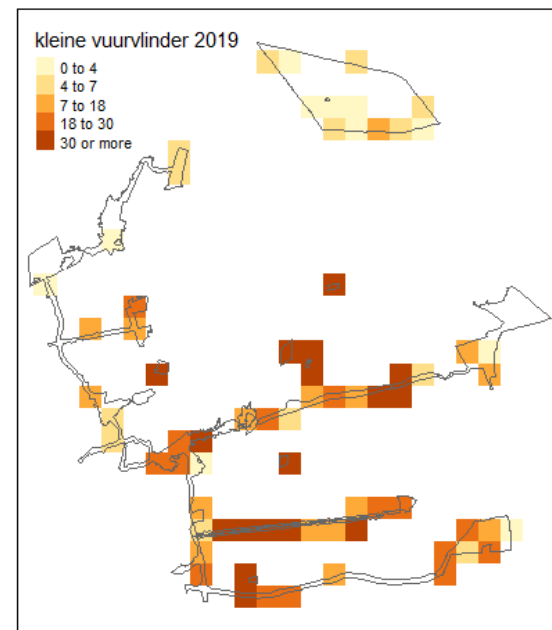 kleine vuurvlinder 2019
0 to 4
4 to 7
7 to 18
18 to 30
30 or more